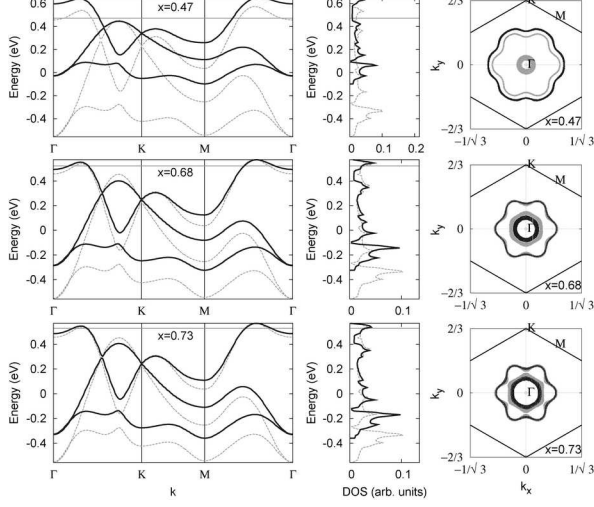 0.6
0.4
0.2
0
-0.2
-0.4
Energy (eV)
x=0.47
Γ K M Γ
0.6
0.4
0.2
0
-0.2
-0.4
Energy (eV)
0 0.1 0.2
2/3
0
−2/3
k_y
K
M
Γ
x=0.47
−1/√3 0 1/√3
0.4
0.2
0
-0.2
-0.4
Energy (eV)
x=0.68
Γ K M Γ
0.4
0.2
0
-0.2
-0.4
Energy (eV)
0 0.1
2/3
0
−2/3
k_y
K
M
Γ
x=0.68
−1/√3 0 1/√3
0.4
0.2
0
-0.2
-0.4
Energy (eV)
x=0.73
Γ K M Γ
k
0.4
0.2
0
-0.2
-0.4
Energy (eV)
0 0.1
DOS (arb. units)
2/3
0
−2/3
k_y
K
M
Γ
x=0.73
−1/√3 0 1/√3
k_x